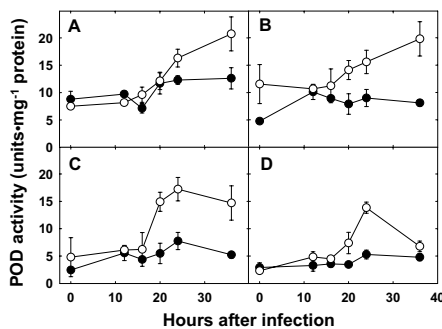 POD activity (units•mg⁻¹ protein)
A
B
20
15
10
5
0
C
D
20
15
10
5
0
0 10 20 30
0 10 20 30 40
Hours after infection